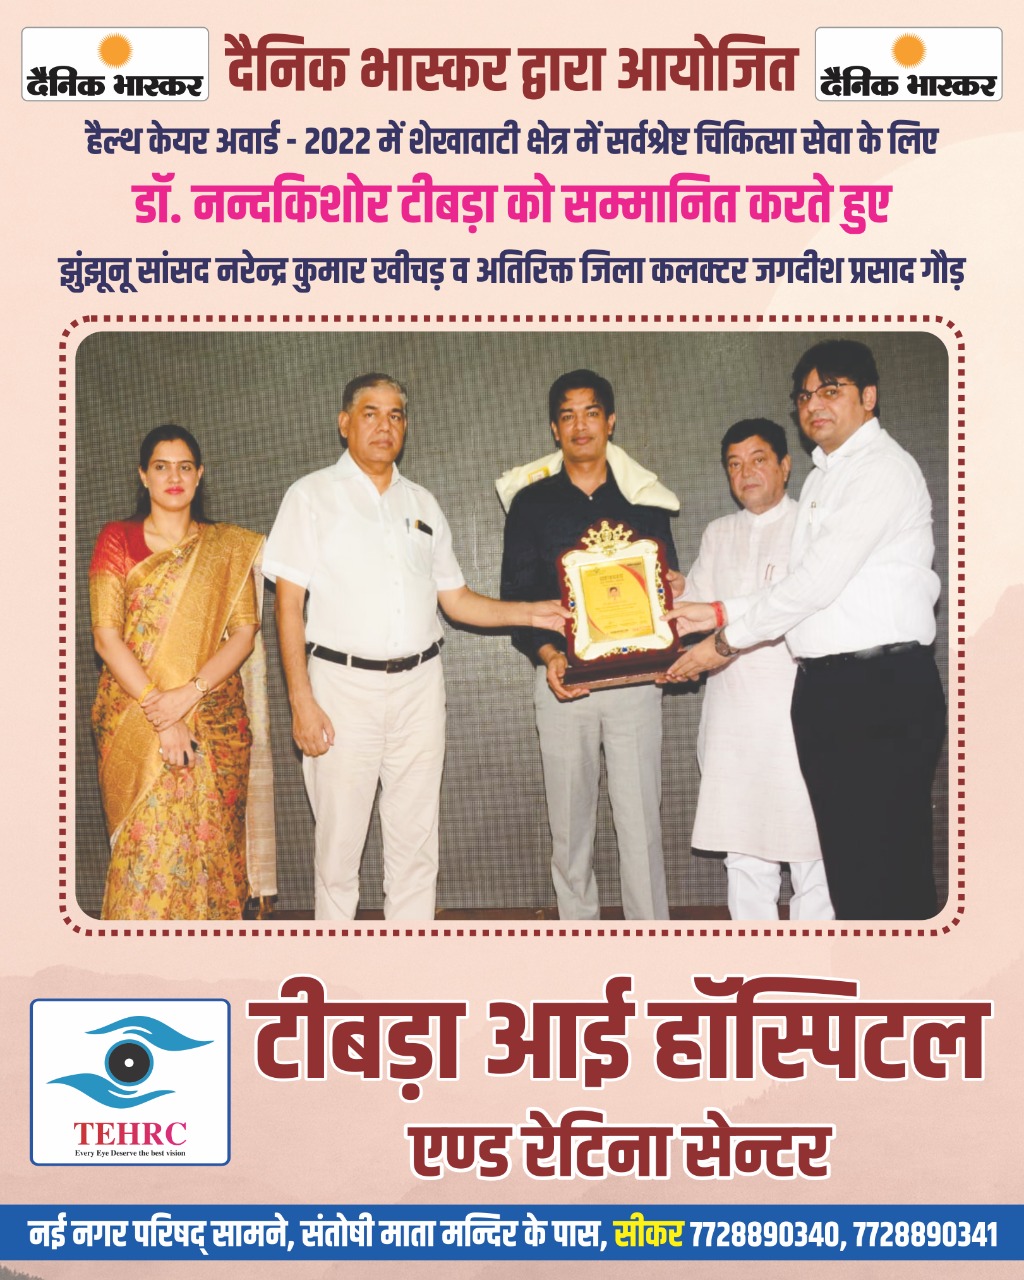 दैनिक भास्कर
दैनिक भास्कर द्वारा आयोजित
दैनिक भास्कर
हैल्थ केयर अवार्ड - 2022 में शेखावाटी क्षेत्र में सर्वश्रेष्ट चिकित्सा सेवा के लिए
डॉ. नन्दकिशोर टीबड़ा को सम्मानित करते हुए
झुंझूनू सांसद नरेन्द्र कुमार खीचड़ व अतिरिक्त जिला कलक्टर जगदीश प्रसाद गौड़
टीबड़ा आई हॉस्पिटल
एण्ड रेटिना सेन्टर
TEHRC
Every Eye Deserve the best vision
नई नगर परिषद् सामने, संतोषी माता मन्दिर के पास, सीकर 7728890340, 7728890341